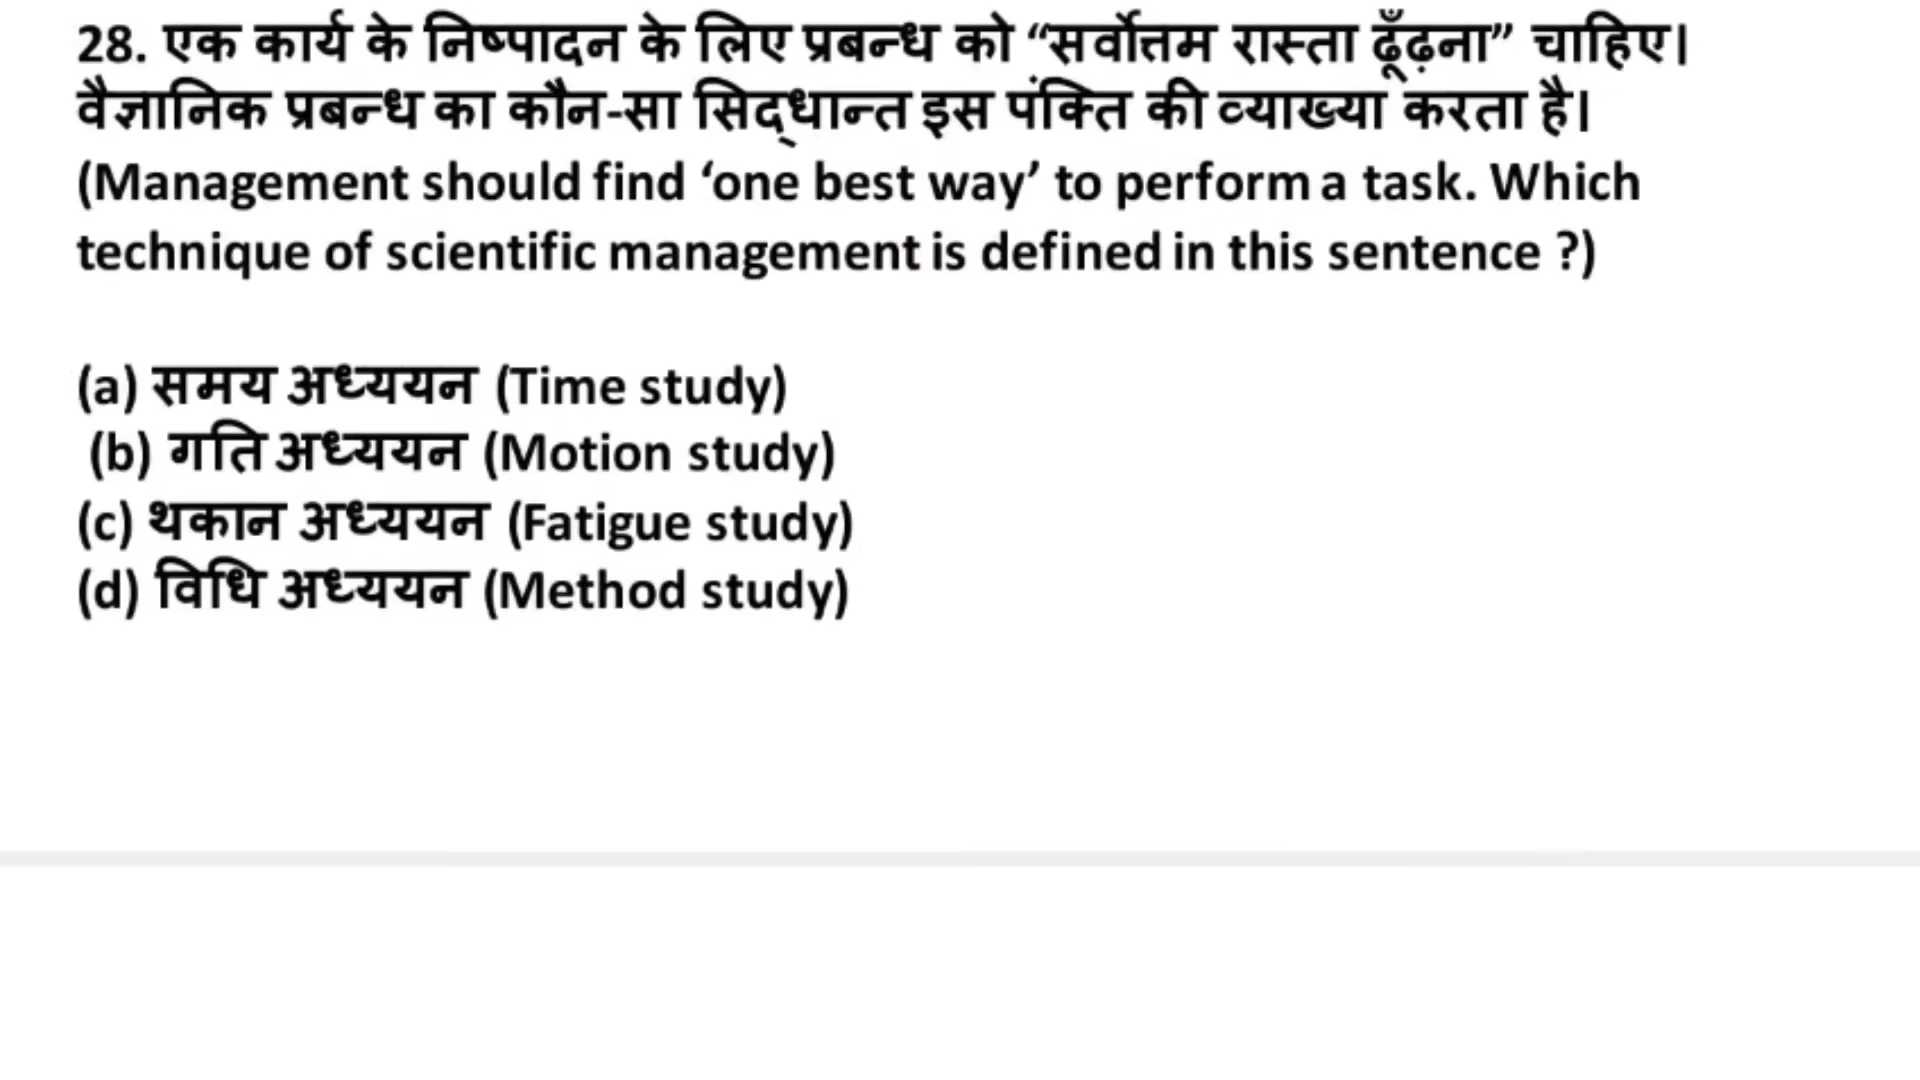 28. एक कार्य के निष्पादन के लिए प्रबन्ध को “सर्वोत्तम रास्ता ढूँढ़ना” चाहिए।
वैज्ञानिक प्रबन्ध का कौन-सा सिद्धान्त इस पंक्ति की व्याख्या करता है।
(Management should find ‘one best way’ to perform a task. Which
technique of scientific management is defined in this sentence ?)
(a) समय अध्ययन (Time study)
(b) गति अध्ययन (Motion study)
(c) थकान अध्ययन (Fatigue study)
(d) विधि अध्ययन (Method study)